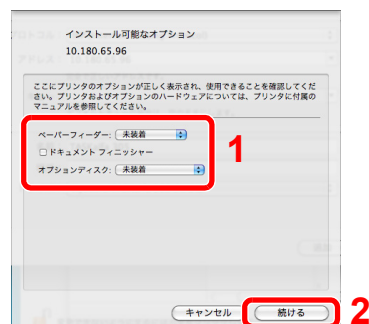 インストール可能なオプション
10.180.65.96
ここにプリンタのオプションが正しく表示され、使用できることを確認してくだ
さい。プリンタおよびオプションのハードウェアについては、プリンタに付属の
マニュアルを参照してください。
ペーパーフィーダー: 未装着
ドキュメント フィニッシャー
オプションディスク: 未装着
1
キャンセル 続ける 2